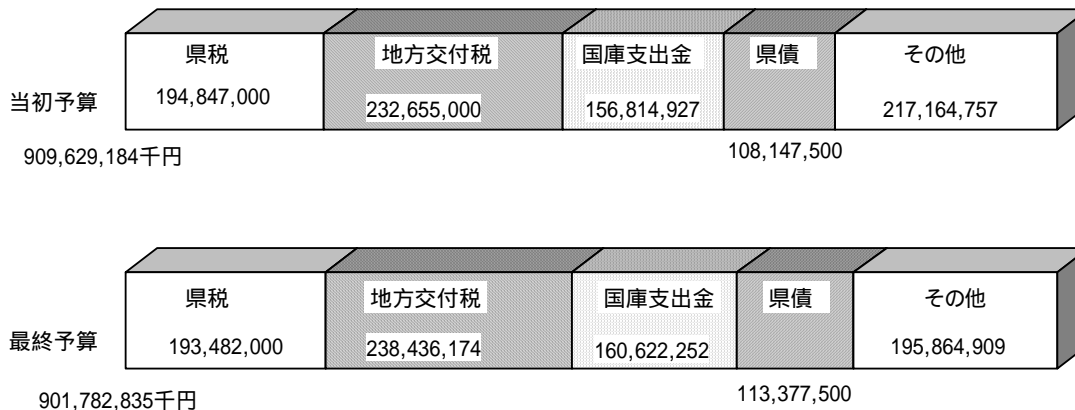 県税 地方交付税 国庫支出金 県債 その他
当初予算 194,847,000 232,655,000 156,814,927 217,164,757
909,629,184千円 108,147,500
県税 地方交付税 国庫支出金 県債 その他
最終予算 193,482,000 238,436,174 160,622,252 195,864,909
901,782,835千円 113,377,500